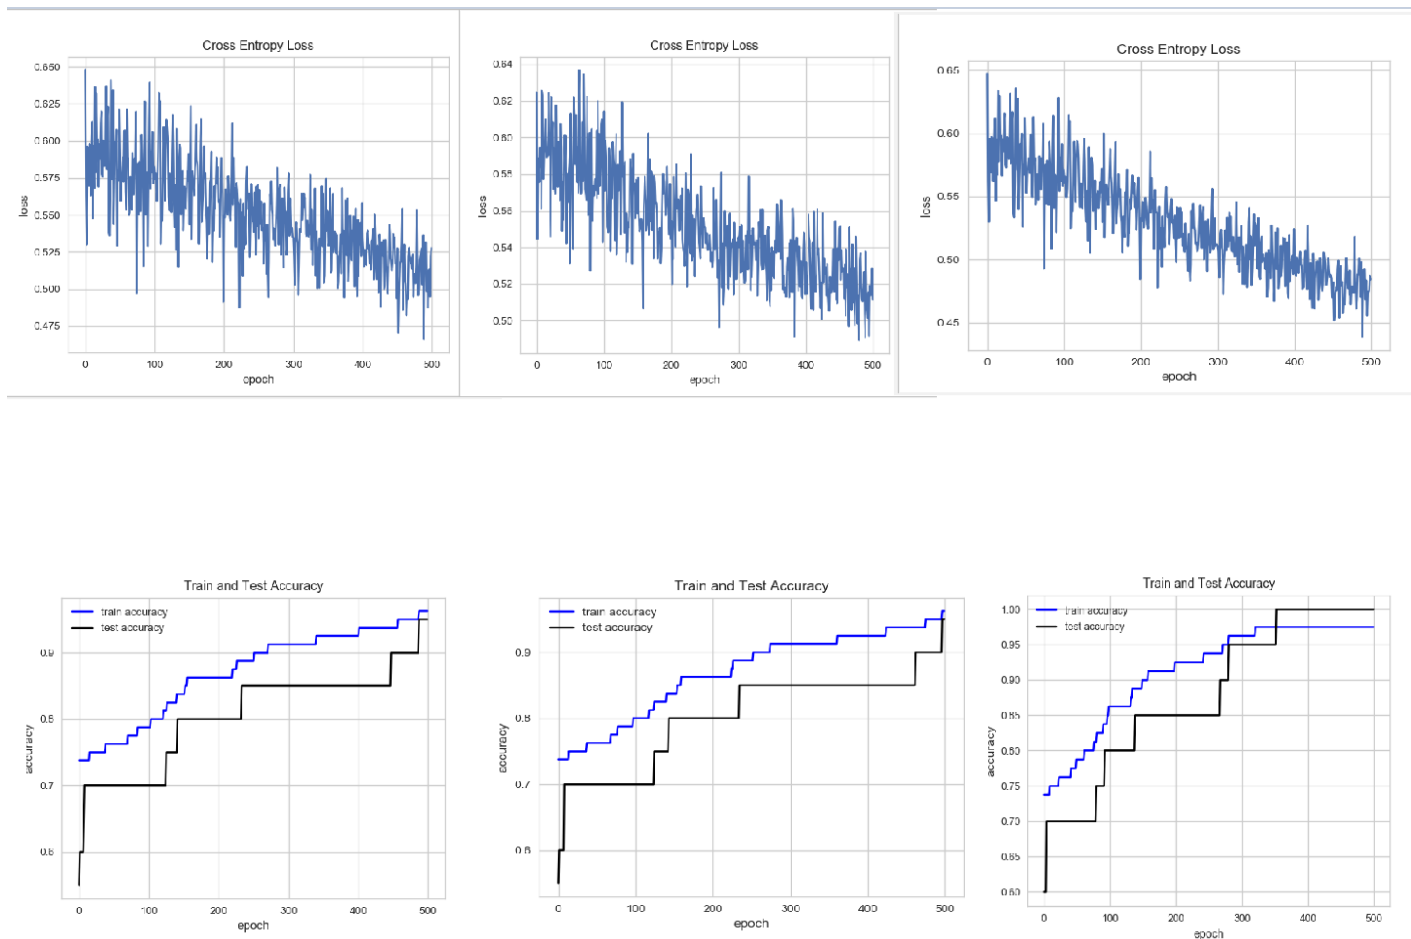 Cross Entropy Loss
0.650
0.625
0.600
0.575
0.550
0.525
0.500
0.475
loss
0 100 200 300 400 500
epoch
Cross Entropy Loss
0.64
0.62
0.60
0.58
0.56
0.54
0.52
0.50
loss
0 100 200 300 400 500
epoch
Cross Entropy Loss
0.65
0.60
0.55
0.50
0.45
loss
0 100 200 300 400 500
epoch
Train and Test Accuracy
train accuracy
test accuracy
0.9
0.8
0.7
0.6
accuracy
0 100 200 300 400 500
epoch
Train and Test Accuracy
train accuracy
test accuracy
0.9
0.8
0.7
0.6
accuracy
0 100 200 300 400 500
epoch
Train and Test Accuracy
train accuracy
test accuracy
1.00
0.95
0.90
0.85
0.80
0.75
0.70
0.65
0.60
accuracy
0 100 200 300 400 500
epoch